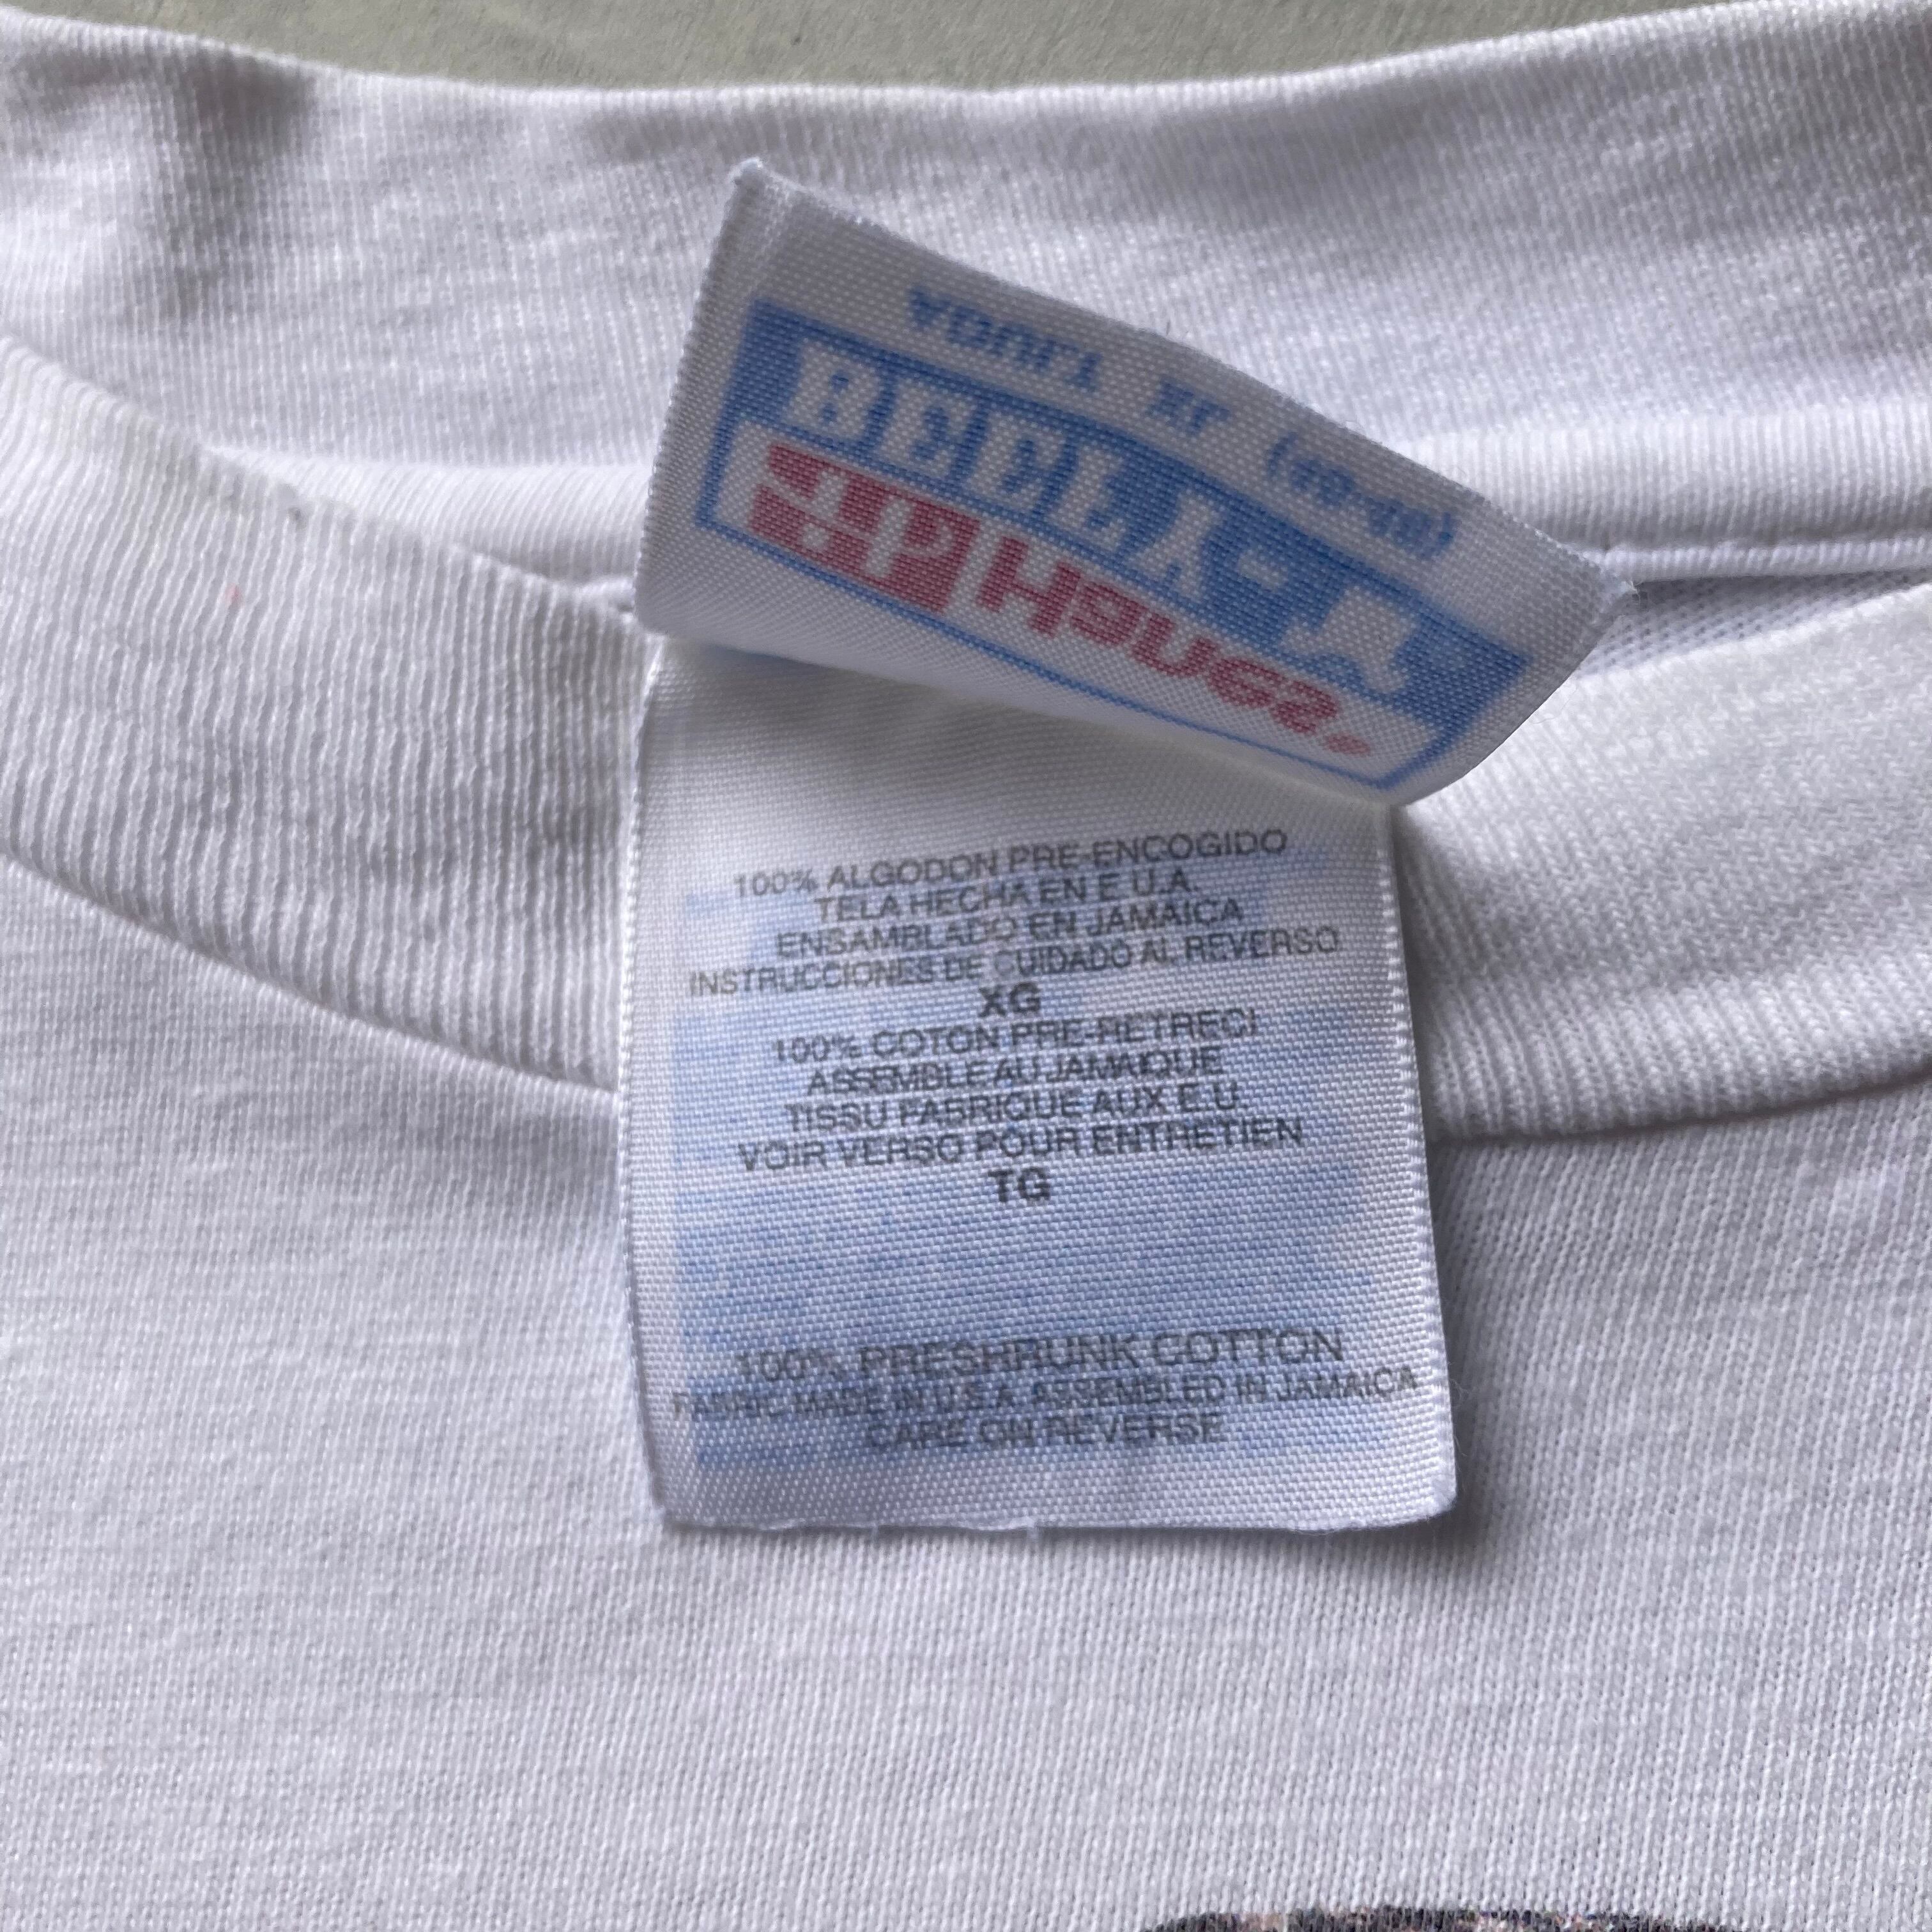 Hanes
BEEFY-T
ADULT XL TJUDA
100% ALGODON PRE-ENCOGIDO
TELA HECHA EN E.U.A.
ENSAMBLADO EN JAMAICA
INSTRUCCIONES DE CUIDADO AL REVERSO
XG
100% COTON PRE-RETRECI
ASSEMBLE AU JAMAIQUE
TISSU FABRIQUE AUX E.U.
VOIR VERSO POUR ENTRETIEN
TG
100% PRESHRUNK COTTON
FABRIC MADE IN U.S.A. ASSEMBLED IN JAMAICA
CARE ON REVERSE